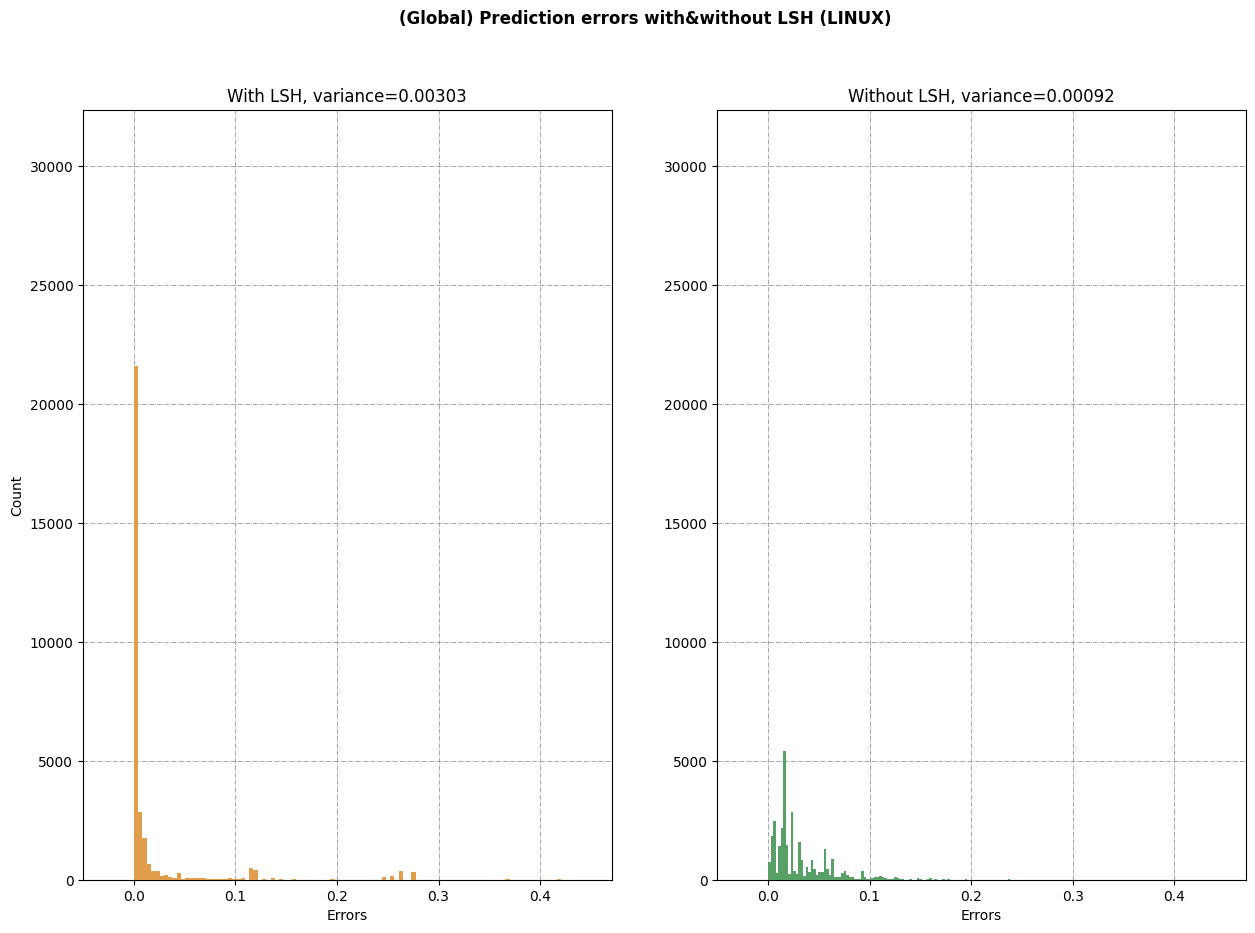 (Global) Prediction errors with&without LSH (LINUX)
With LSH, variance=0.00303
30000
25000
20000
15000
10000
5000
0
Count
0.0 0.1 0.2 0.3 0.4
Errors
Without LSH, variance=0.00092
30000
25000
20000
15000
10000
5000
0
0.0 0.1 0.2 0.3 0.4
Errors